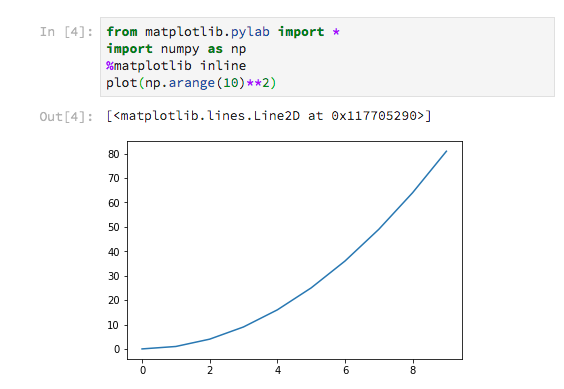 In [4]: from matplotlib.pylab import *
import numpy as np
%matplotlib inline
plot(np.arange(10)**2)
Out[4]: [<matplotlib.lines.Line2D at 0x117705290>]
80
70
60
50
40
30
20
10
0
0 2 4 6 8